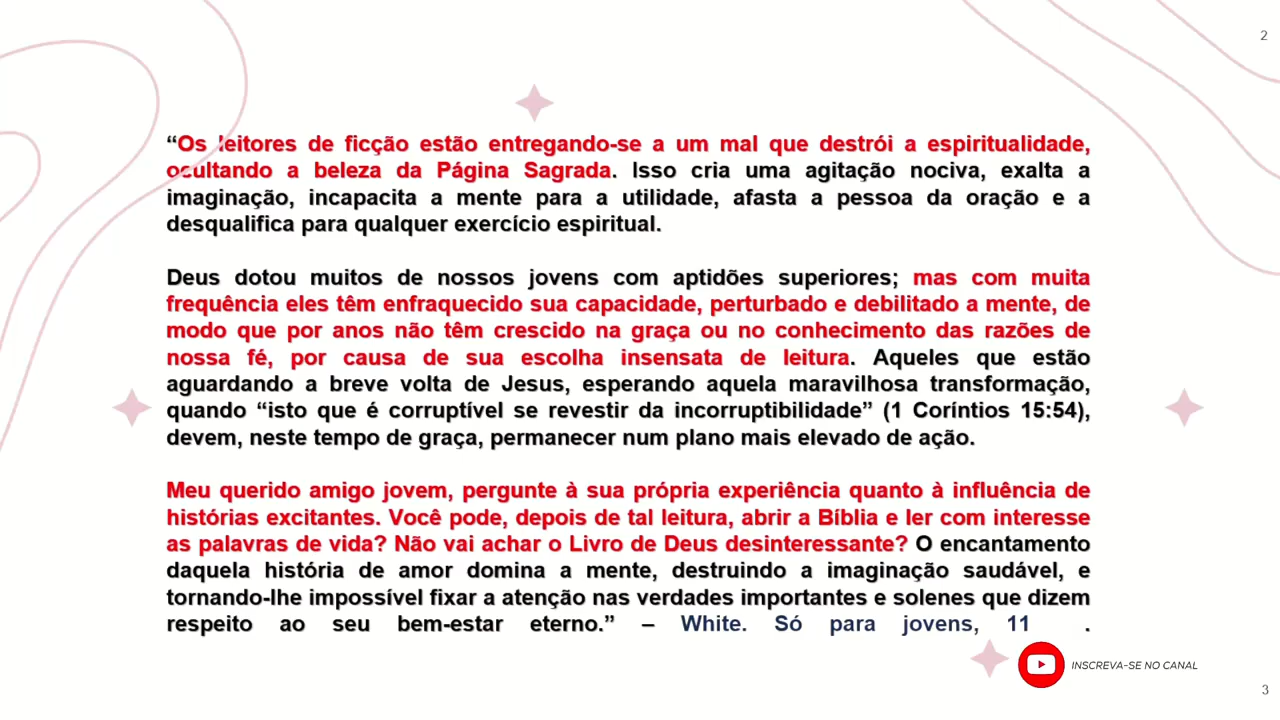 2
“Os leitores de ficção estão entregando-se a um mal que destrói a espiritualidade,
ocultando a beleza da Página Sagrada. Isso cria uma agitação nociva, exalta a
imaginação, incapacita a mente para a utilidade, afasta a pessoa da oração e a
desqualifica para qualquer exercício espiritual.
Deus dotou muitos de nossos jovens com aptidões superiores; mas com muita
frequência eles têm enfraquecido sua capacidade, perturbado e debilitado a mente, de
modo que por anos não têm crescido na graça ou no conhecimento das razões de
nossa fé, por causa de sua escolha insensata de leitura. Aqueles que estão
aguardando a breve volta de Jesus, esperando aquela maravilhosa transformação,
quando “isto que é corruptível se revestir da incorruptibilidade” (1 Coríntios 15:54),
devem, neste tempo de graça, permanecer num plano mais elevado de ação.
Meu querido amigo jovem, pergunte à sua própria experiência quanto à influência de
histórias excitantes. Você pode, depois de tal leitura, abrir a Bíblia e ler com interesse
as palavras de vida? Não vai achar o Livro de Deus desinteressante? O encantamento
daquela história de amor domina a mente, destruindo a imaginação saudável, e
tornando-lhe impossível fixar a atenção nas verdades importantes e solenes que dizem
respeito ao seu bem-estar eterno.” – White. Só para jovens, 11 .
INSCREVA-SE NO CANAL
3